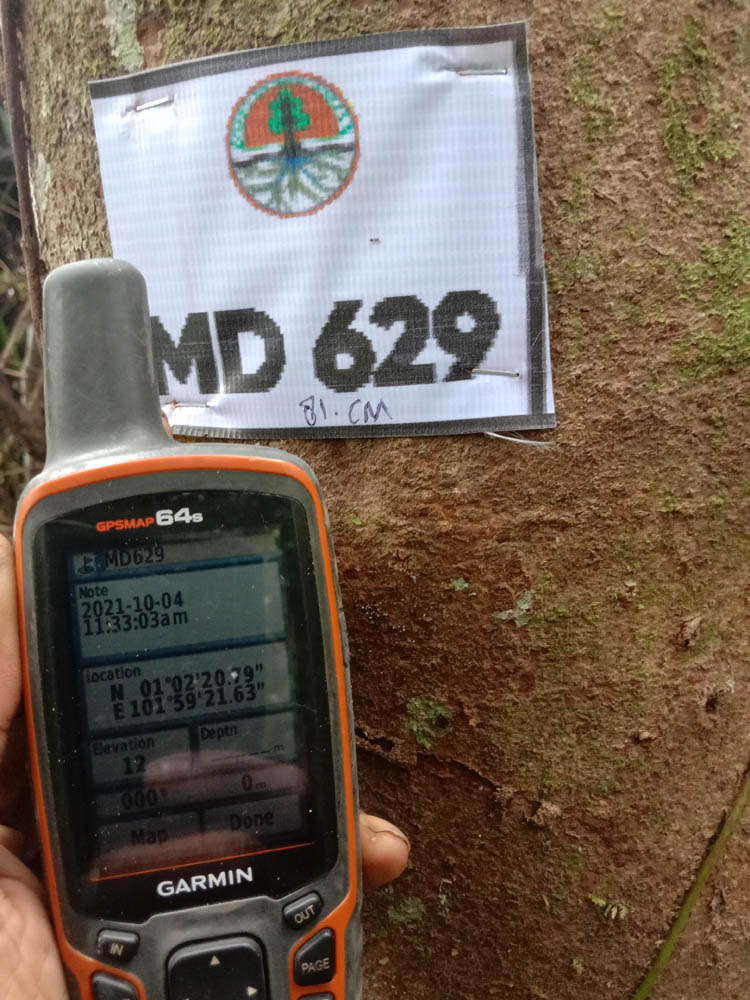 MD 629
81. CM
GPSMAP 64s
MD629
Note
2021-10-04
11:33:03am
Location
N 01°02'20.79"
E 101°59'21.63"
Elevation Depth
12 _____m
000° 0m
Map Done
GARMIN
IN OUT
PAGE